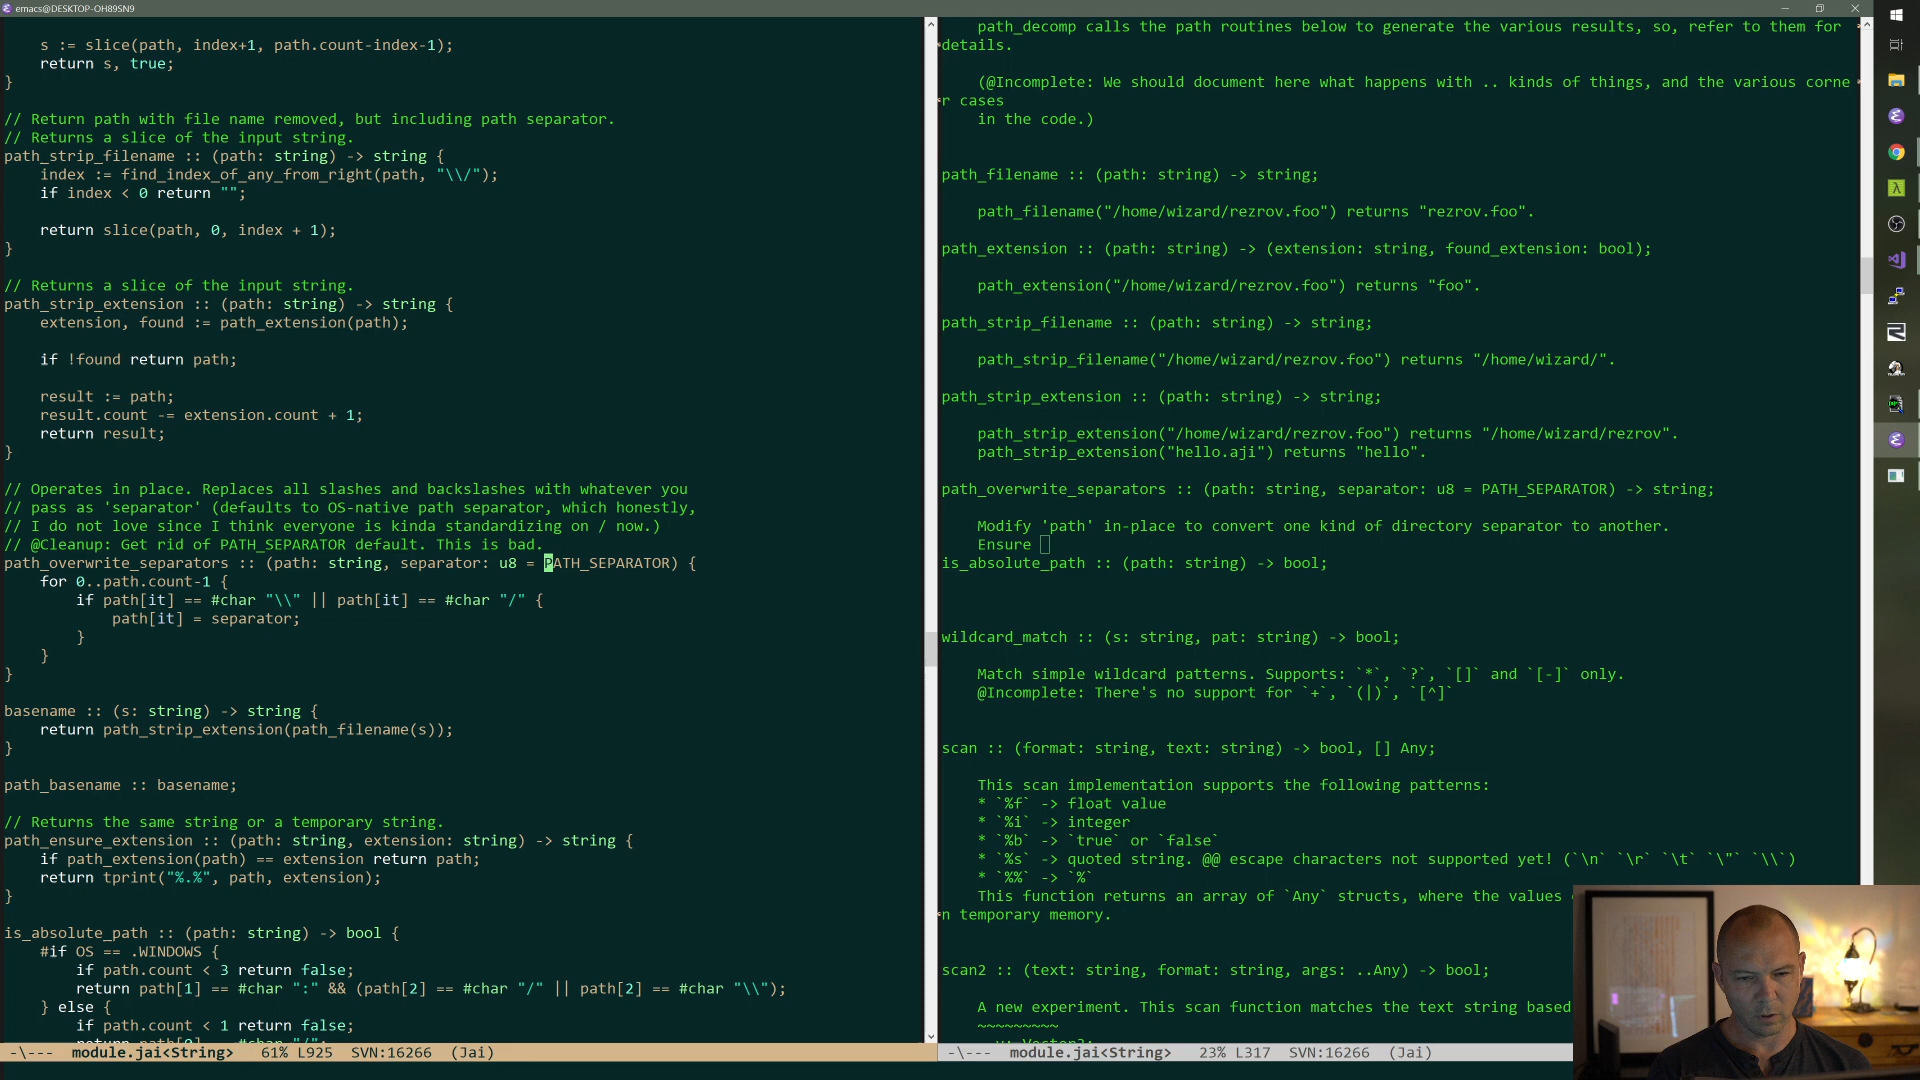 emacs@DESKTOP-OH89SN9
    s := slice(path, index+1, path.count-index-1);
    return s, true;
}
// Return path with file name removed, but including path separator.
// Returns a slice of the input string.
path_strip_filename :: (path: string) -> string {
    index := find_index_of_any_from_right(path, "\\/");
    if index < 0 return "";
    return slice(path, 0, index + 1);
}
// Returns a slice of the input string.
path_strip_extension :: (path: string) -> string {
    extension, found := path_extension(path);
    if !found return path;
    result := path;
    result.count -= extension.count + 1;
    return result;
}
// Operates in place. Replaces all slashes and backslashes with whatever you
// pass as 'separator' (defaults to OS-native path separator, which honestly,
// I do not love since I think everyone is kinda standardizing on / now.)
// @Cleanup: Get rid of PATH_SEPARATOR default. This is bad.
path_overwrite_separators :: (path: string, separator: u8 = PATH_SEPARATOR) {
    for 0..path.count-1 {
        if path[it] == #char "\\" || path[it] == #char "/" {
            path[it] = separator;
        }
    }
}
basename :: (s: string) -> string {
    return path_strip_extension(path_filename(s));
}
path_basename :: basename;
// Returns the same string or a temporary string.
path_ensure_extension :: (path: string, extension: string) -> string {
    if path_extension(path) == extension return path;
    return tprint("%.%", path, extension);
}
is_absolute_path :: (path: string) -> bool {
    #if OS == .WINDOWS {
        if path.count < 3 return false;
        return path[1] == #char ":" && (path[2] == #char "/" || path[2] == #char "\\");
    } else {
        if path.count < 1 return false;
-\--- module.jai<String> 61% L925 SVN:16266 (Jai)
    path_decomp calls the path routines below to generate the various results, so, refer to them for
details.
    (@Incomplete: We should document here what happens with .. kinds of things, and the various corne
r cases
    in the code.)
path_filename :: (path: string) -> string;
    path_filename("/home/wizard/rezrov.foo") returns "rezrov.foo".
path_extension :: (path: string) -> (extension: string, found_extension: bool);
    path_extension("/home/wizard/rezrov.foo") returns "foo".
path_strip_filename :: (path: string) -> string;
    path_strip_filename("/home/wizard/rezrov.foo") returns "/home/wizard/".
path_strip_extension :: (path: string) -> string;
    path_strip_extension("/home/wizard/rezrov.foo") returns "/home/wizard/rezrov".
    path_strip_extension("hello.aji") returns "hello".
path_overwrite_separators :: (path: string, separator: u8 = PATH_SEPARATOR) -> string;
    Modify 'path' in-place to convert one kind of directory separator to another.
    Ensure
is_absolute_path :: (path: string) -> bool;
wildcard_match :: (s: string, pat: string) -> bool;
    Match simple wildcard patterns. Supports: `*`, `?`, `[]` and `[-]` only.
    @Incomplete: There's no support for `+`, `(|)`, `[^]`
scan :: (format: string, text: string) -> bool, [] Any;
    This scan implementation supports the following patterns:
    * `%f` -> float value
    * `%i` -> integer
    * `%b` -> `true` or `false`
    * `%s` -> quoted string. @@ escape characters not supported yet! (`\n` `\r` `\t` `\"` `\\`)
    * `%%` -> `%`
    This function returns an array of `Any` structs, where the values
n temporary memory.
scan2 :: (text: string, format: string, args: ..Any) -> bool;
    A new experiment. This scan function matches the text string based
    ~~~~~~~~~
-\--- module.jai<String> 23% L317 SVN:16266 (Jai)